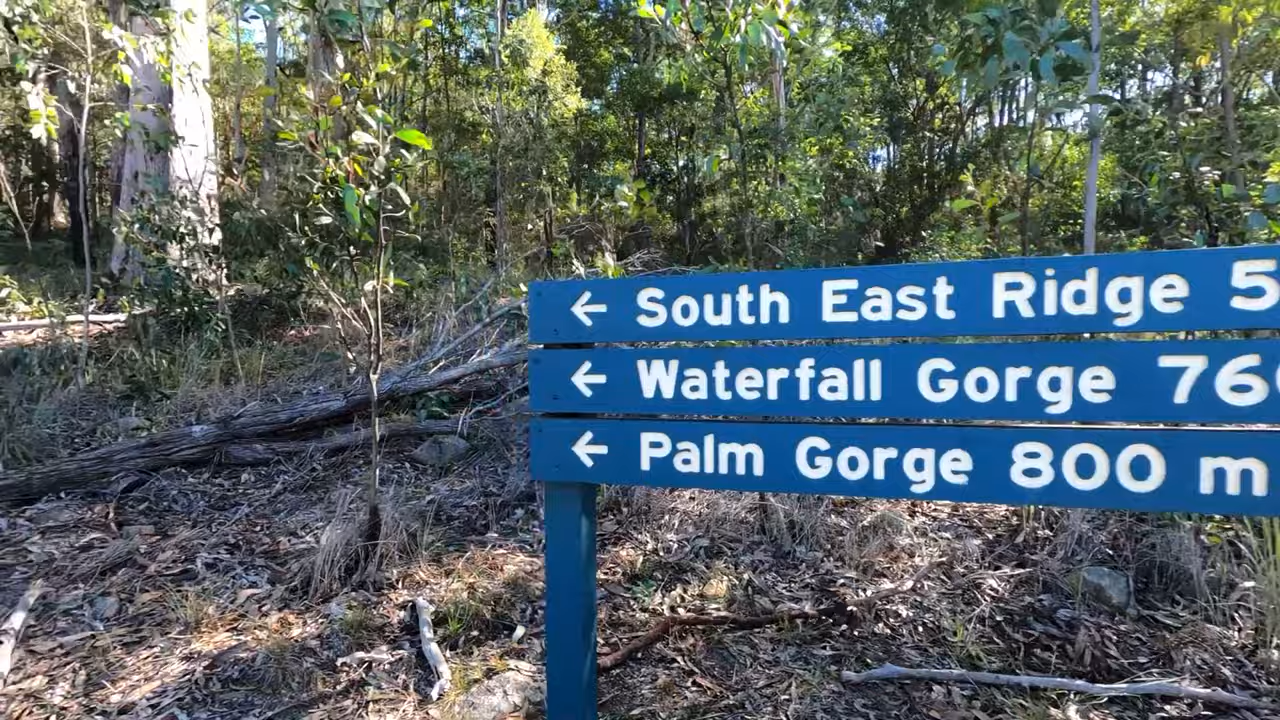 ← South East Ridge 5
← Waterfall Gorge 76
← Palm Gorge 800 m